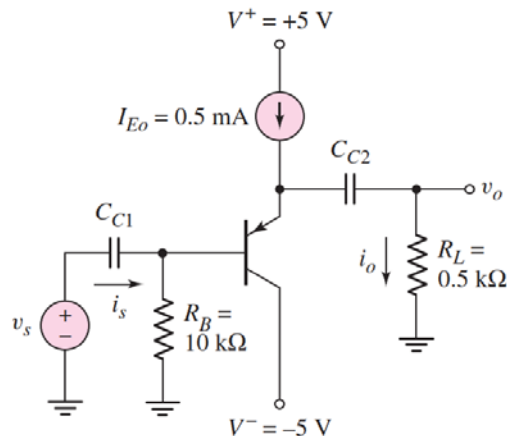 V⁺ = +5 V
I_Eo = 0.5 mA
C_C2
v_o
C_C1
i_o
R_L =
0.5 kΩ
i_s
v_s
+
−
R_B =
10 kΩ
V⁻ = –5 V